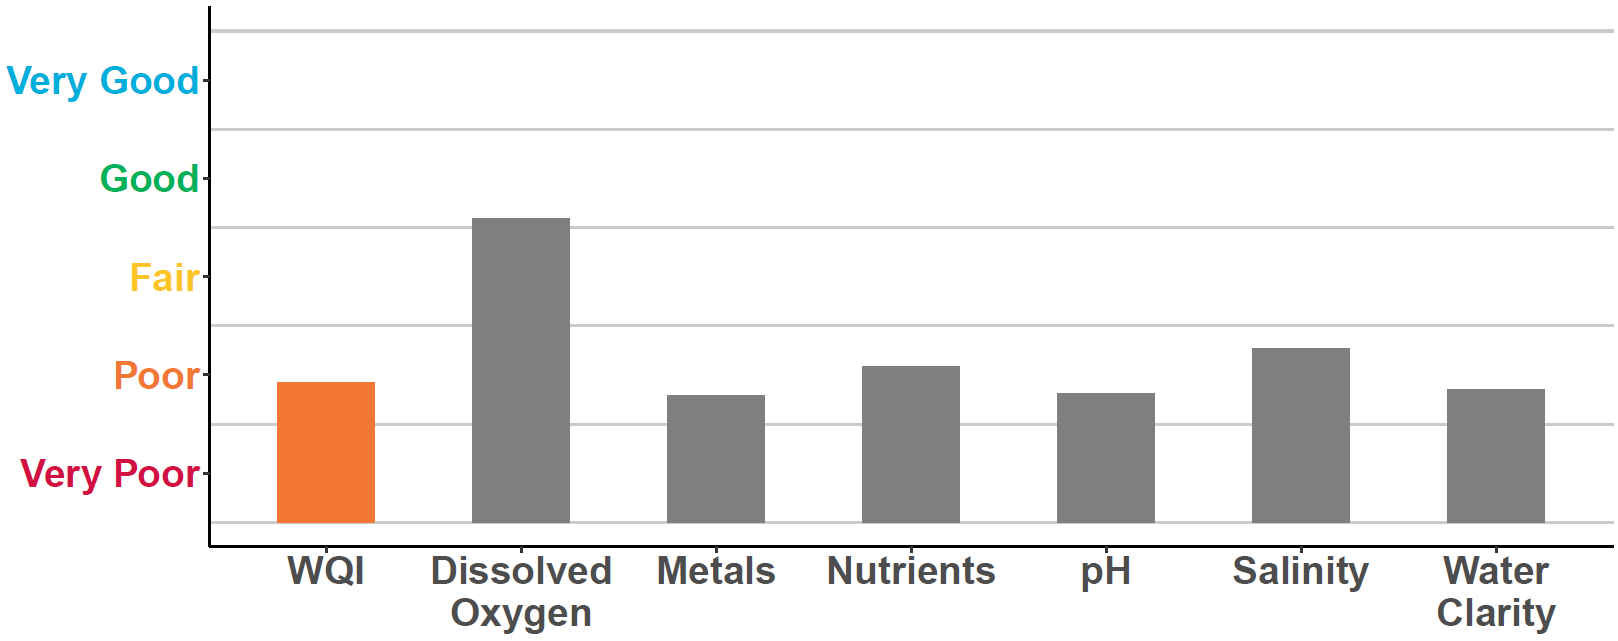 Very Good
Good
Fair
Poor
Very Poor
WQI
Dissolved
Oxygen
Metals
Nutrients
pH
Salinity
Water
Clarity